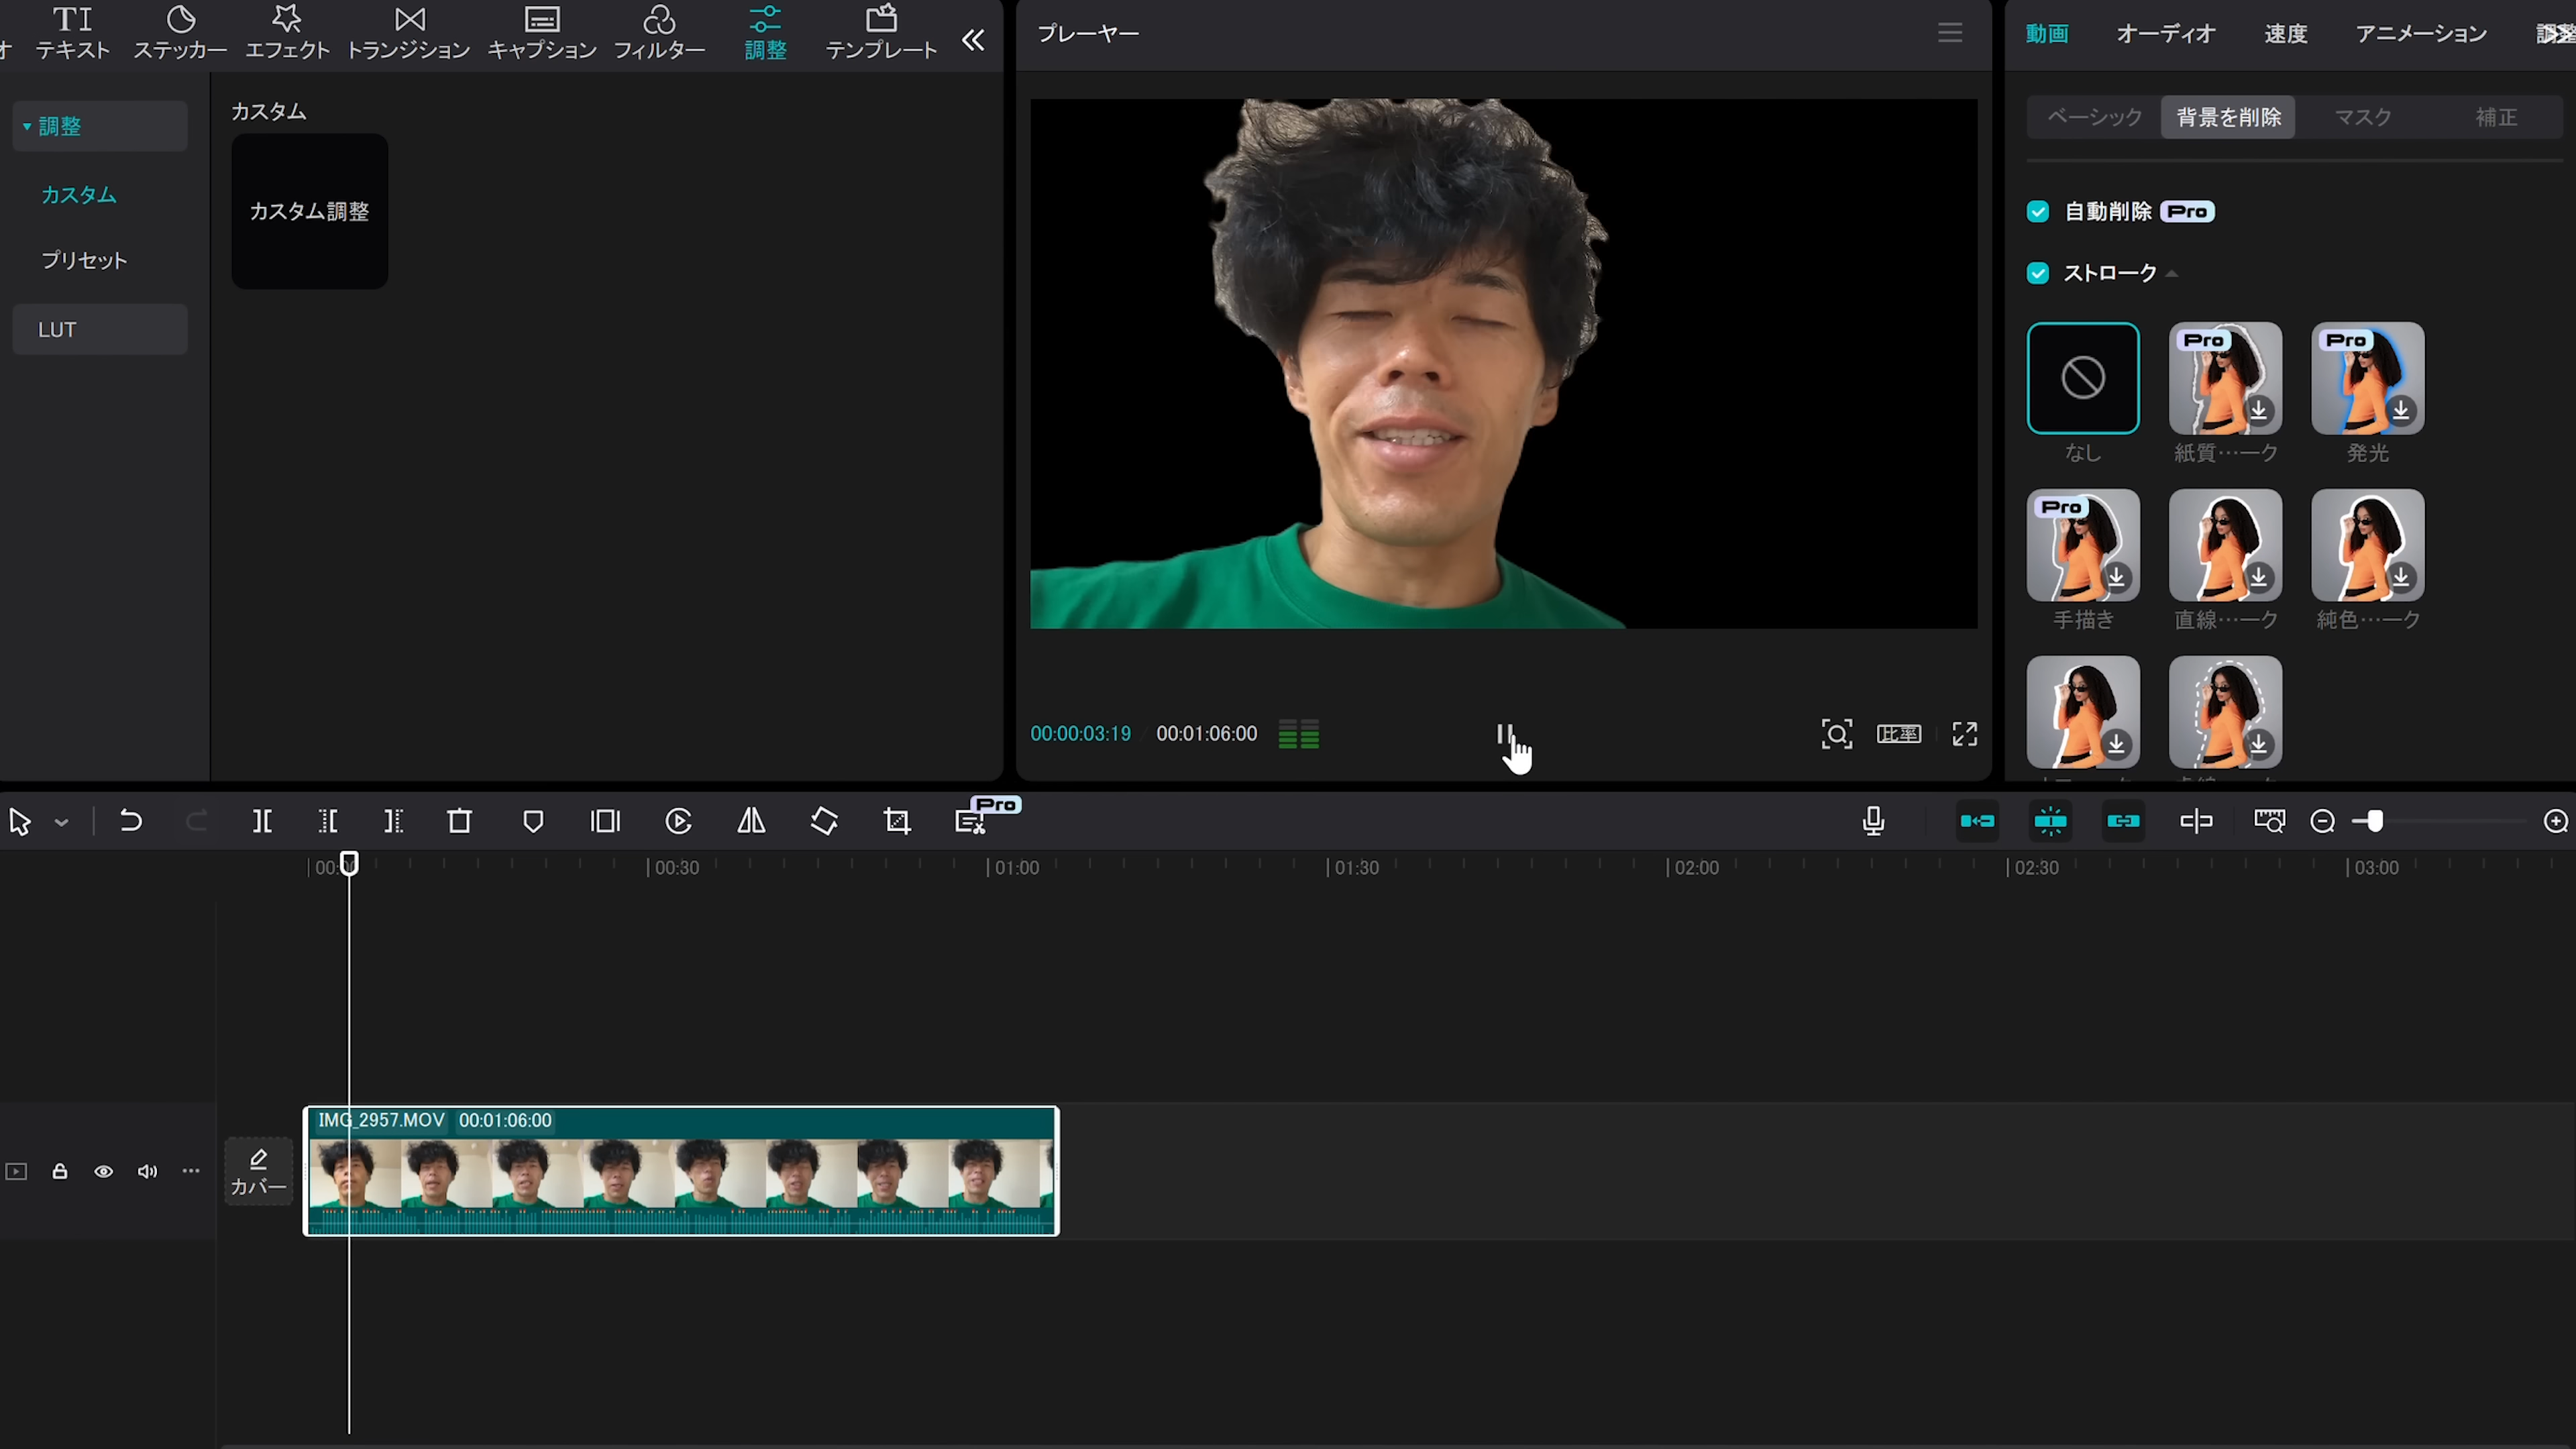 テキスト
ステッカー
エフェクト
トランジション
キャプション
フィルター
調整
テンプレート
調整
カスタム
プリセット
LUT
カスタム
カスタム調整
プレーヤー
00:00:03:19
00:01:06:00
比率
動画
オーディオ
速度
アニメーション
ベーシック
背景を削除
マスク
補正
自動削除 Pro
ストローク
Pro
Pro
なし
紙質…ーク
発光
Pro
手描き
直線…ーク
純色…ーク
Pro
00:30
01:00
01:30
02:00
02:30
03:00
IMG_2957.MOV 00:01:06:00
カバー